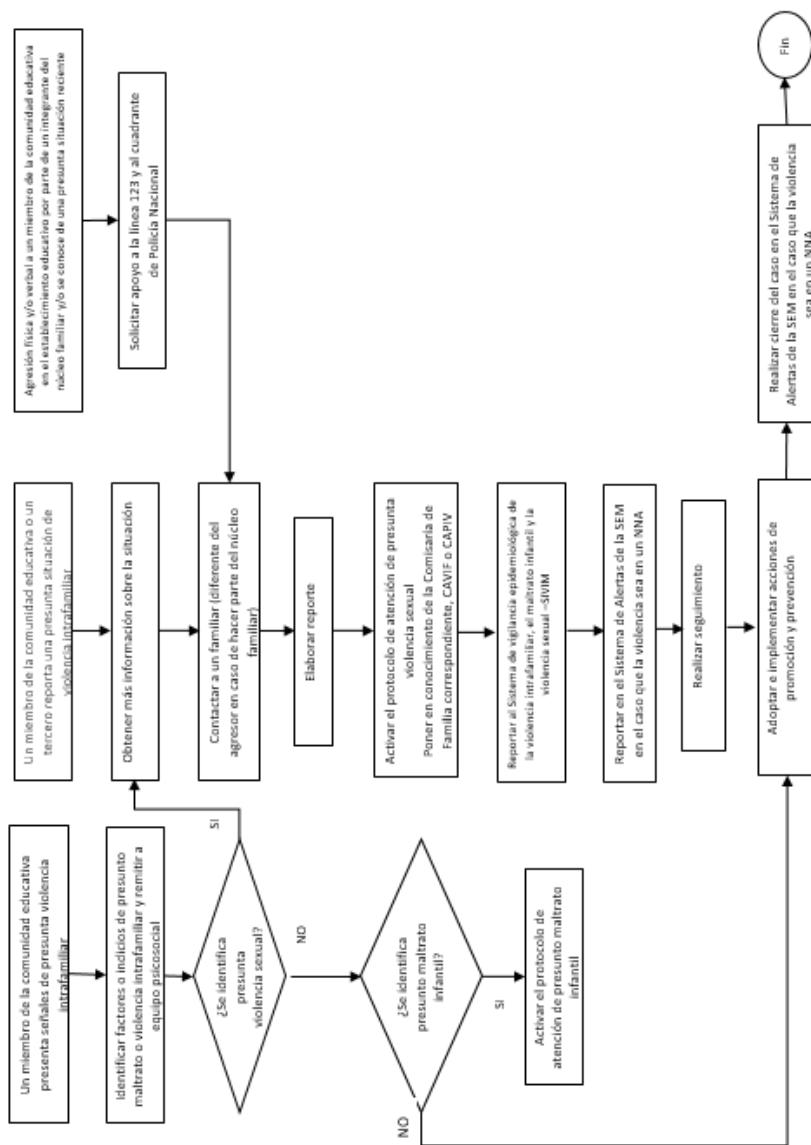 Un miembro de la comunidad educativa
presenta señales de presunta violencia
intrafamiliar
Identificar factores o indicios de presunto
maltrato o violencia intrafamiliar y remitir a
equipo psicosocial
¿Se identifica
presunta
violencia sexual?
SI
NO
¿Se identifica
presunto maltrato
infantil?
SI
NO
Activar el protocolo de
atención de presunto maltrato
infantil
Un miembro de la comunidad educativa o un
tercero reporta una presunta situación de
violencia intrafamiliar
Obtener más información sobre la situación
Contactar a un familiar (diferente del
agresor en caso de hacer parte del núcleo
familiar)
Elaborar reporte
Activar el protocolo de atención de presunta
violencia sexual
Poner en conocimiento de la Comisaría de
Familia correspondiente, CAVIF o CAPIV
Reportar al Sistema de vigilancia epidemiológica de
la violencia intrafamiliar, el maltrato infantil y la
violencia sexual –SIVIM
Reportar en el Sistema de Alertas de la SEM
en el caso que la violencia sea en un NNA
Realizar seguimiento
Adoptar e implementar acciones de
promoción y prevención
Agresión física y/o verbal a un miembro de la comunidad educativa
en el establecimiento educativo por parte de un integrante del
núcleo familiar y/o se conoce de una presunta situación reciente
Solicitar apoyo a la línea 123 y al cuadrante
de Policía Nacional
Realizar cierre del caso en el Sistema de
Alertas de la SEM en el caso que la violencia
sea en un NNA
Fin